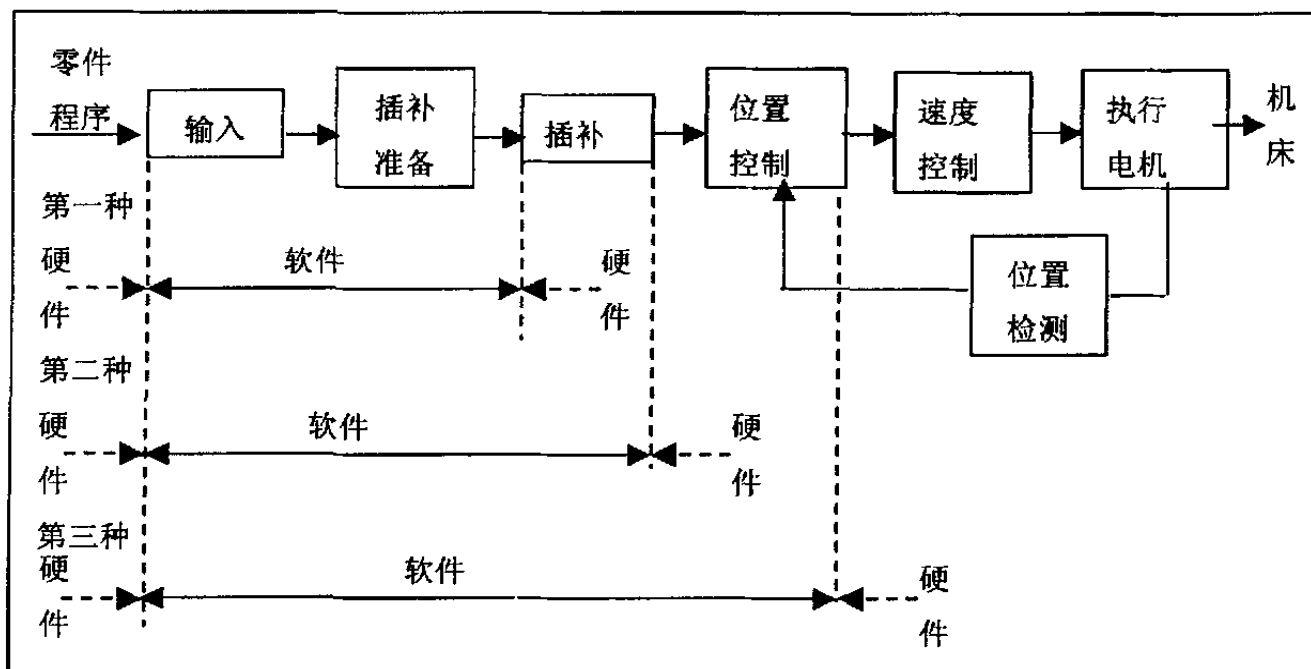 零件
程序
输入
插补
准备
插补
位置
控制
速度
控制
执行
电机
机
床
位置
检测
第一种
硬
件
软件
硬
件
第二种
硬
件
软件
硬
件
第三种
硬
件
软件
硬
件